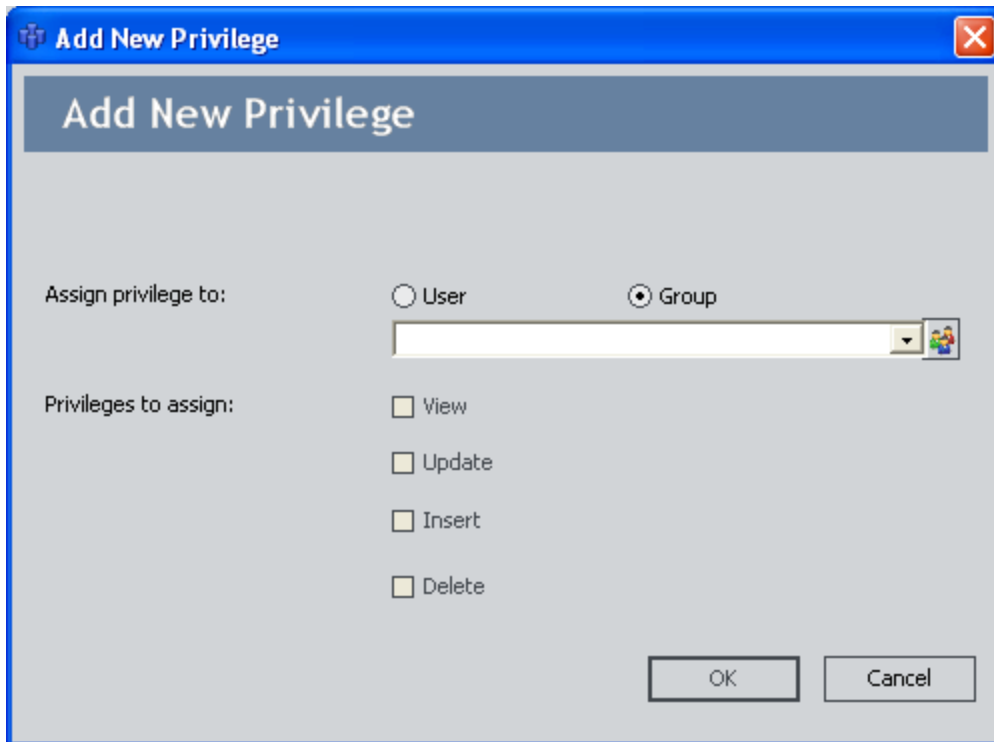 Add New Privilege
Add New Privilege
Assign privilege to:
User
Group
Privileges to assign:
View
Update
Insert
Delete
OK
Cancel